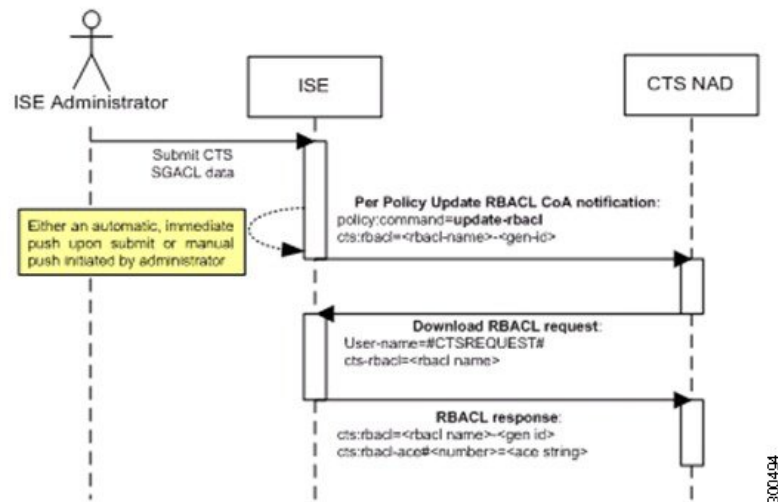 ISE Administrator
ISE
CTS NAD
Submit CTS
SGACL data
Either an automatic, immediate
push upon submit or manual
push initiated by administrator
Per Policy Update RBACL CoA notification:
policy:command=update-rbacl
cts:rbacl=<rbacl-name>-<gen-id>
Download RBACL request:
User-name=#CTSREQUEST#
cts-rbacl=<rbacl name>
RBACL response:
cts:rbacl=<rbacl name>-<gen id>
cts:rbacl-ace#<number>=<ace string>
300494